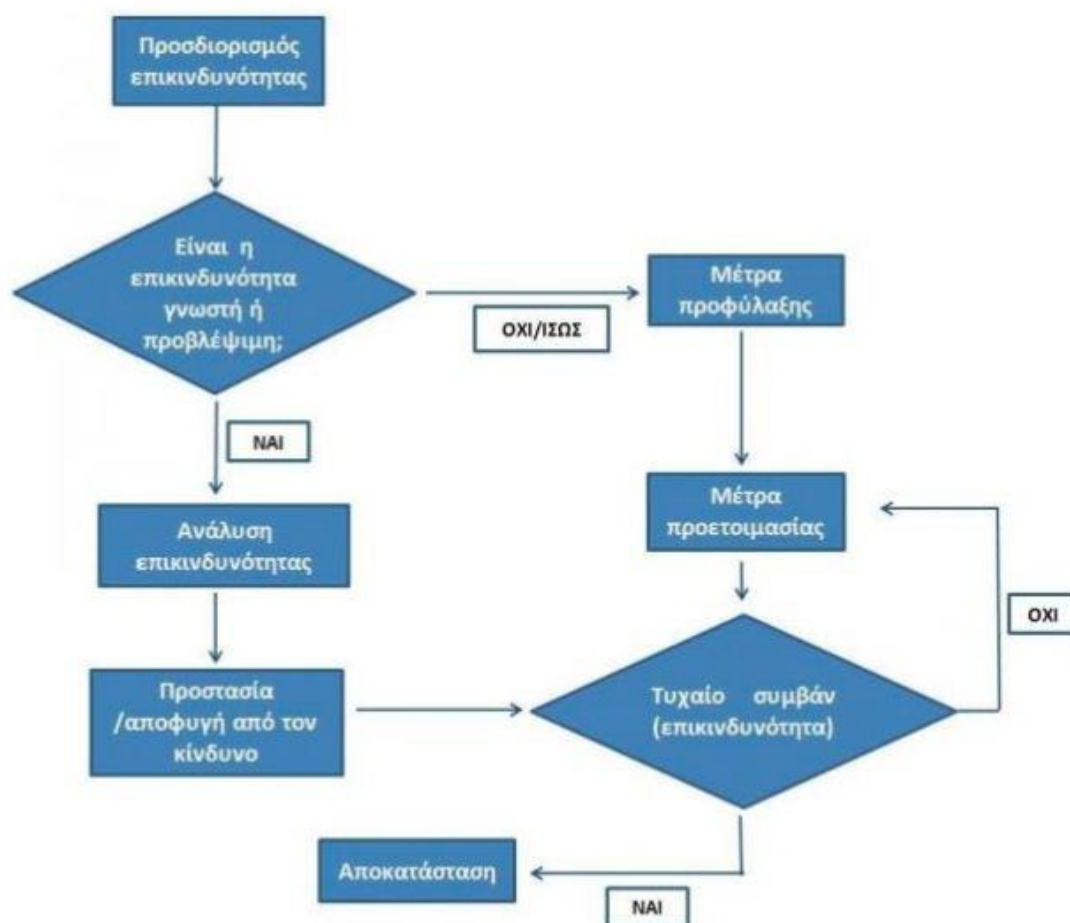 Προσδιορισμός
επικινδυνότητας
Είναι η
επικινδυνότητα
γνωστή ή
προβλέψιμη;
ΟΧΙ/ΙΣΩΣ
Μέτρα
προφύλαξης
ΝΑΙ
Ανάλυση
επικινδυνότητας
Μέτρα
προετοιμασίας
ΟΧΙ
Προστασία
/αποφυγή από τον
κίνδυνο
Τυχαίο συμβάν
(επικινδυνότητα)
Αποκατάσταση
ΝΑΙ